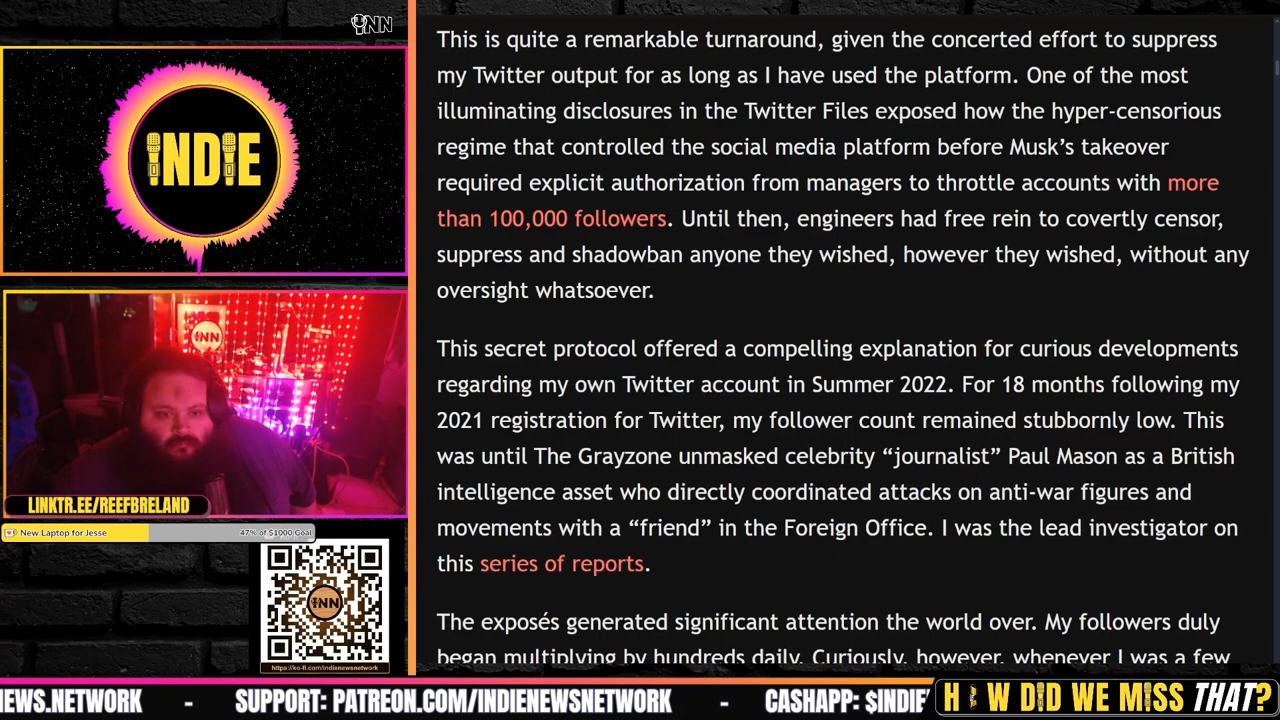 INN
INDIE
INN
LINKTR.EE/REEFBRELAND
New Laptop for Jesse
47% of $1000 Goal
INN
https://ko-fi.com/indienewsnetwork
This is quite a remarkable turnaround, given the concerted effort to suppress
my Twitter output for as long as I have used the platform. One of the most
illuminating disclosures in the Twitter Files exposed how the hyper-censorious
regime that controlled the social media platform before Musk’s takeover
required explicit authorization from managers to throttle accounts with more
than 100,000 followers. Until then, engineers had free rein to covertly censor,
suppress and shadowban anyone they wished, however they wished, without any
oversight whatsoever.
This secret protocol offered a compelling explanation for curious developments
regarding my own Twitter account in Summer 2022. For 18 months following my
2021 registration for Twitter, my follower count remained stubbornly low. This
was until The Grayzone unmasked celebrity “journalist” Paul Mason as a British
intelligence asset who directly coordinated attacks on anti-war figures and
movements with a “friend” in the Foreign Office. I was the lead investigator on
this series of reports.
The exposés generated significant attention the world over. My followers duly
began multiplying by hundreds daily. Curiously, however, whenever I was a few
NEWS.NETWORK - SUPPORT: PATREON.COM/INDIENEWSNETWORK - CASHAPP: $INDIE
HOW DID WE MISS THAT?